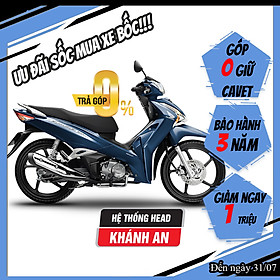 ƯU ĐÃI SỐC MUA XE BỐC!!!
TRẢ GÓP
0%
GÓP
0 GIỮ
CAVET
BẢO HÀNH
3 NĂM
GIẢM NGAY
1
TRIỆU
HỆ THỐNG HEAD
KHÁNH AN
Đến ngày 31/07